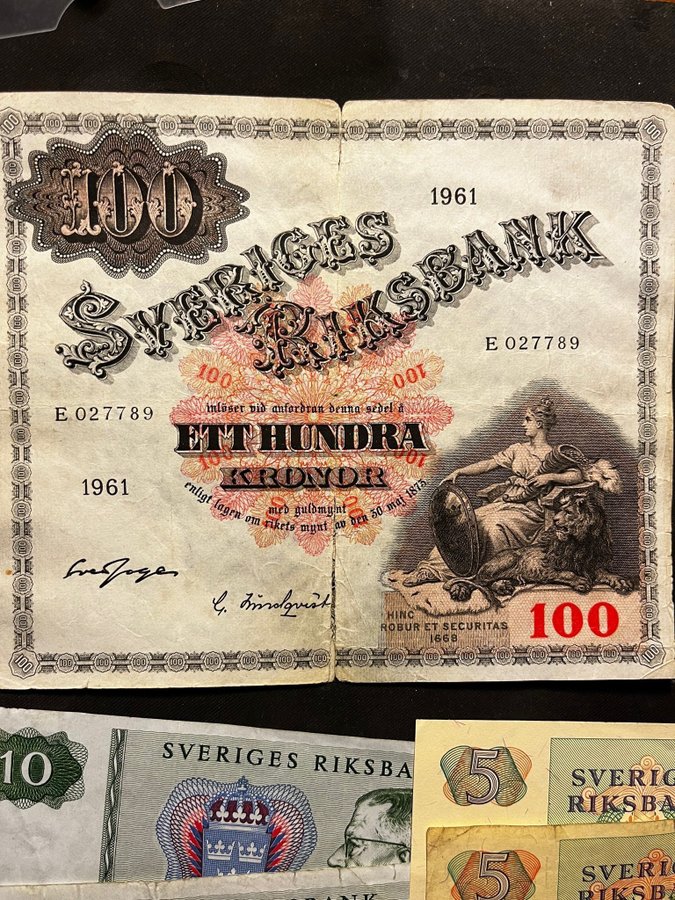 100
1961
SVERIGES RIKSBANK
E 027789
100 100
inlöser vid anfordran denna sedel å
E 027789
ETT HUNDRA
KRONOR
1961
enligt lagen om rikets mynt av den 30 maj 1873
med guldmynt
HINC
ROBUR ET SECURITAS
1668
100
10
SVERIGES RIKSBA
5
SVERIG
RIKSBA
5
SVERIG
RIKSBA